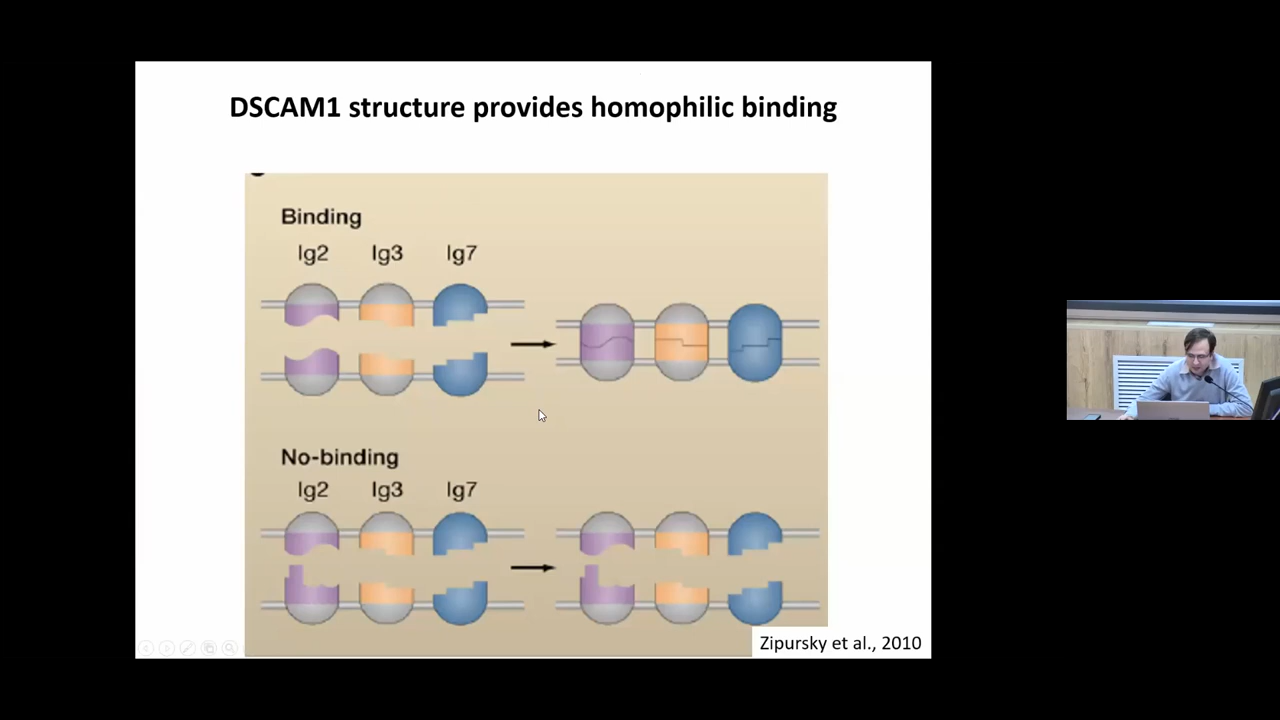 DSCAM1 structure provides homophilic binding
Binding
Ig2 Ig3 Ig7
No-binding
Ig2 Ig3 Ig7
Zipursky et al., 2010